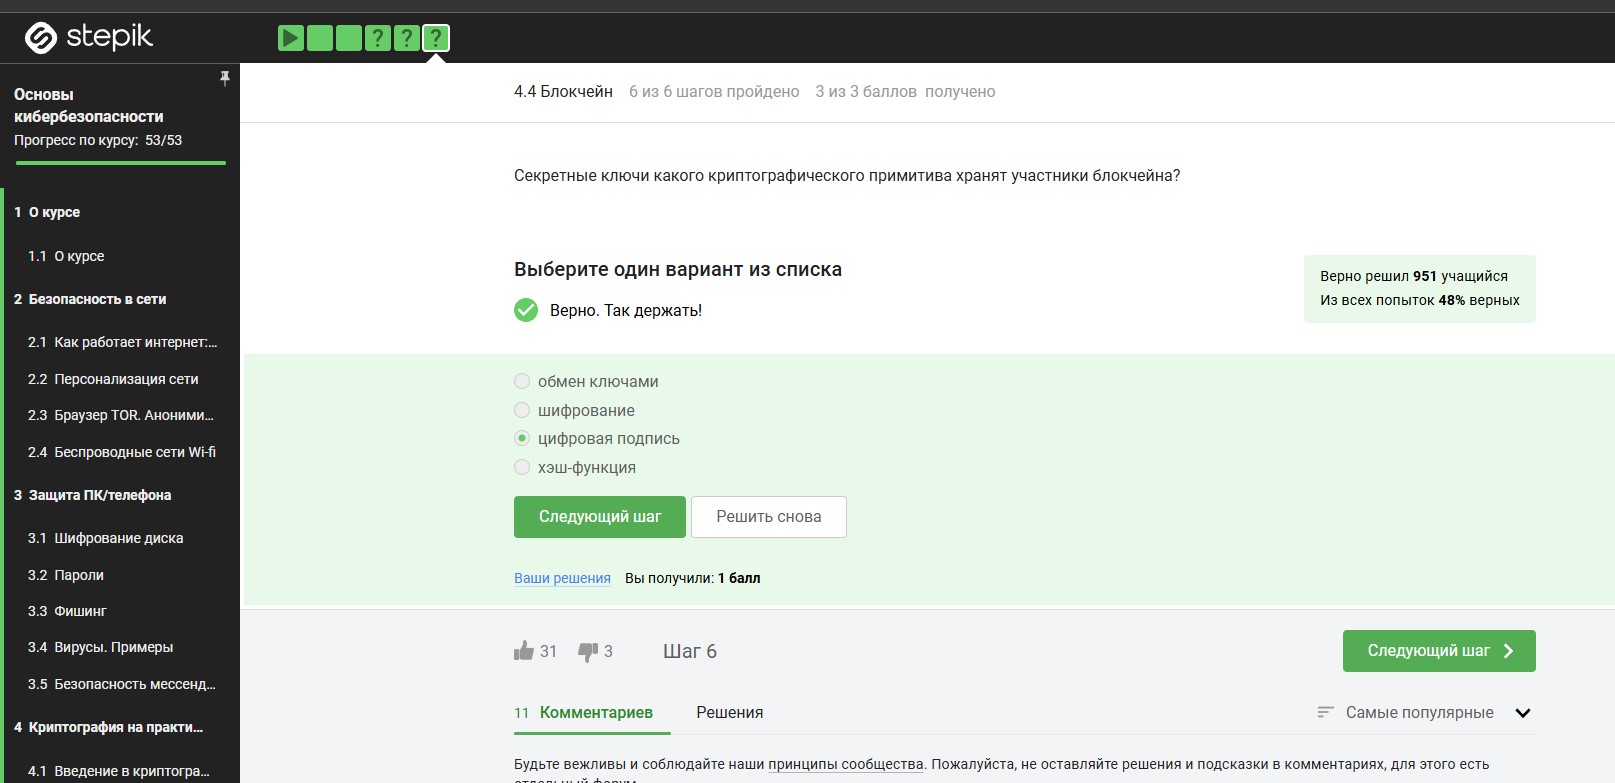 stepik
? ? ?
Основы
кибербезопасности
Прогресс по курсу: 53/53
1 О курсе
1.1 О курсе
2 Безопасность в сети
2.1 Как работает интернет:...
2.2 Персонализация сети
2.3 Браузер TOR. Аноними...
2.4 Беспроводные сети Wi-fi
3 Защита ПК/телефона
3.1 Шифрование диска
3.2 Пароли
3.3 Фишинг
3.4 Вирусы. Примеры
3.5 Безопасность мессенд...
4 Криптография на практи...
4.1 Введение в криптогра...
4.4 Блокчейн 6 из 6 шагов пройдено 3 из 3 баллов получено
Секретные ключи какого криптографического примитива хранят участники блокчейна?
Выберите один вариант из списка
Верно. Так держать!
Верно решил 951 учащийся
Из всех попыток 48% верных
обмен ключами
шифрование
цифровая подпись
хэш-функция
Следующий шаг Решить снова
Ваши решения Вы получили: 1 балл
31 3 Шаг 6 Следующий шаг
11 Комментариев Решения Самые популярные
Будьте вежливы и соблюдайте наши принципы сообщества. Пожалуйста, не оставляйте решения и подсказки в комментариях, для этого есть
отдельный форум.